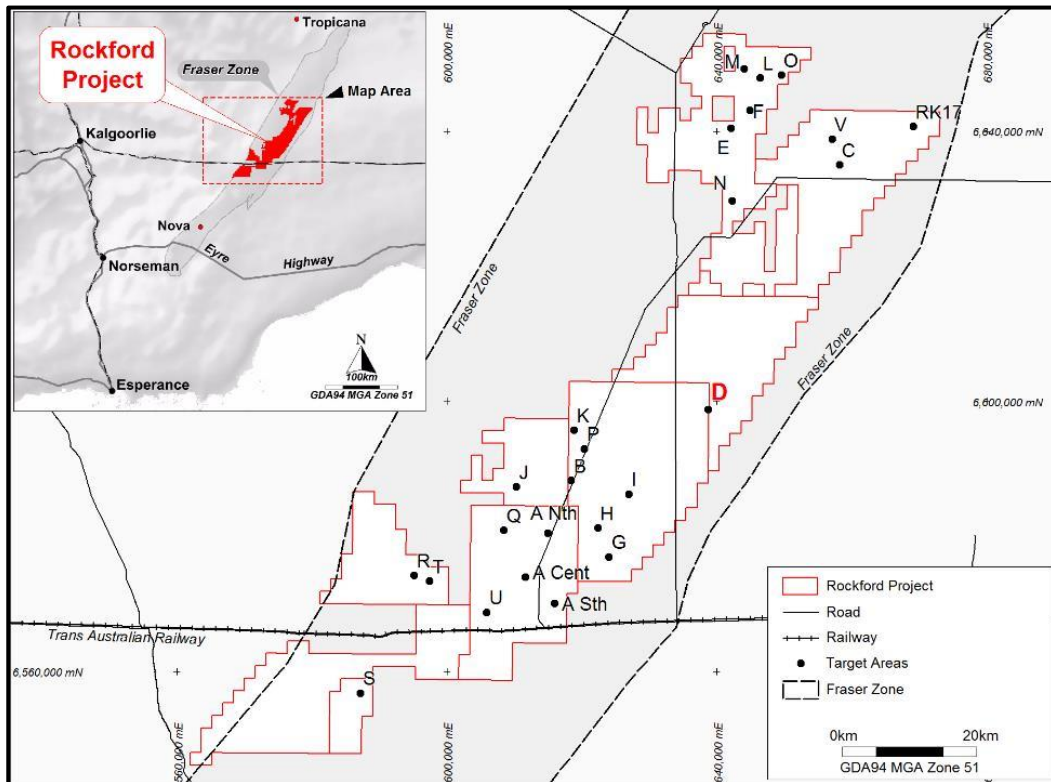 Tropicana
Rockford
Project
Fraser Zone
Map Area
Kalgoorlie
Nova
Eyre
Highway
Norseman
Esperance
N
100km
GDA94 MGA Zone 51
600,000 mE
640,000 mE
680,000 mE
M
L
O
F
E
V
RK17
C
6,640,000 mN
N
Fraser Zone
Fraser Zone
D
6,600,000 mN
K
P
B
J
I
Q
A Nth
H
G
R
T
A Cent
U
A Sth
Trans Australian Railway
6,560,000 mN
S
560,000 mE
600,000 mE
640,000 mE
Rockford Project
Road
Railway
Target Areas
Fraser Zone
0km
20km
GDA94 MGA Zone 51